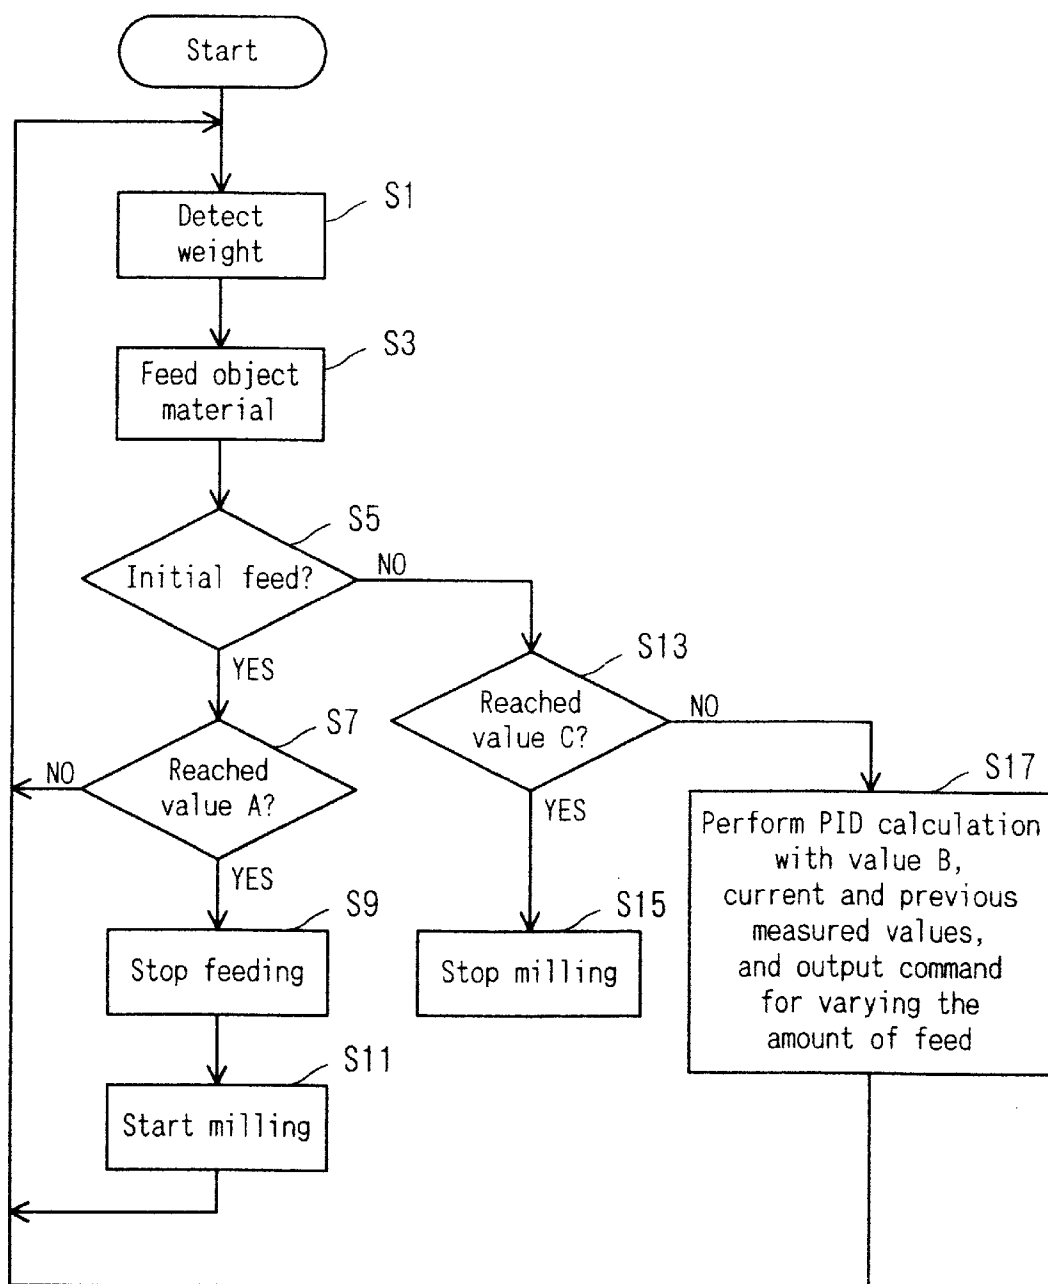 Start
S1
Detect
weight
S3
Feed object
material
S5
Initial feed?
NO
YES
S13
Reached
value C?
NO
YES
S7
Reached
value A?
NO
YES
S17
Perform PID calculation
with value B,
current and previous
measured values,
and output command
for varying the
amount of feed
S9
Stop feeding
S15
Stop milling
S11
Start milling